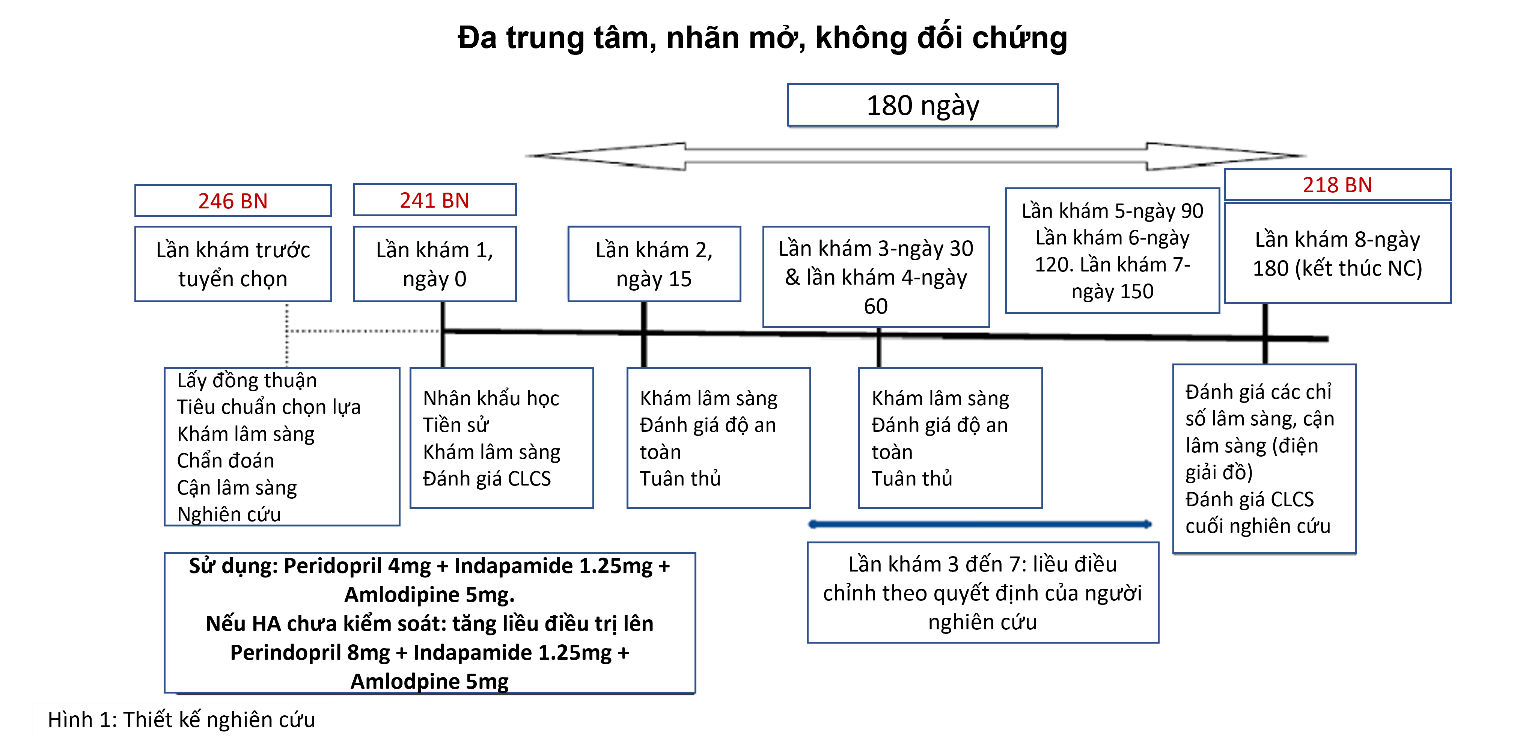 Đa trung tâm, nhãn mở, không đối chứng
180 ngày
246 BN
Lần khám trước
tuyển chọn
241 BN
Lần khám 1,
ngày 0
Lần khám 2,
ngày 15
Lần khám 3-ngày 30
& lần khám 4-ngày
60
Lần khám 5-ngày 90
Lần khám 6-ngày
120. Lần khám 7-
ngày 150
218 BN
Lần khám 8-ngày
180 (kết thúc NC)
Lấy đồng thuận
Tiêu chuẩn chọn lựa
Khám lâm sàng
Chẩn đoán
Cận lâm sàng
Nghiên cứu
Nhân khẩu học
Tiền sử
Khám lâm sàng
Đánh giá CLCS
Khám lâm sàng
Đánh giá độ an
toàn
Tuân thủ
Khám lâm sàng
Đánh giá độ an
toàn
Tuân thủ
Đánh giá các chỉ
số lâm sàng, cận
lâm sàng (điện
giải đồ)
Đánh giá CLCS
cuối nghiên cứu
Sử dụng: Peridopril 4mg + Indapamide 1.25mg +
Amlodipine 5mg.
Nếu HA chưa kiểm soát: tăng liều điều trị lên
Perindopril 8mg + Indapamide 1.25mg +
Amlodpine 5mg
Lần khám 3 đến 7: liều điều
chỉnh theo quyết định của người
nghiên cứu
Hình 1: Thiết kế nghiên cứu